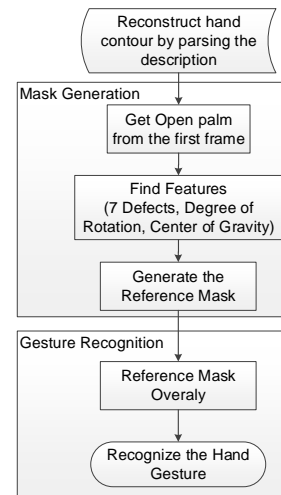 Reconstruct hand
contour by parsing the
description
Mask Generation
Get Open palm
from the first frame
Find Features
(7 Defects, Degree of
Rotation, Center of Gravity)
Generate the
Reference Mask
Gesture Recognition
Reference Mask
Overaly
Recognize the Hand
Gesture